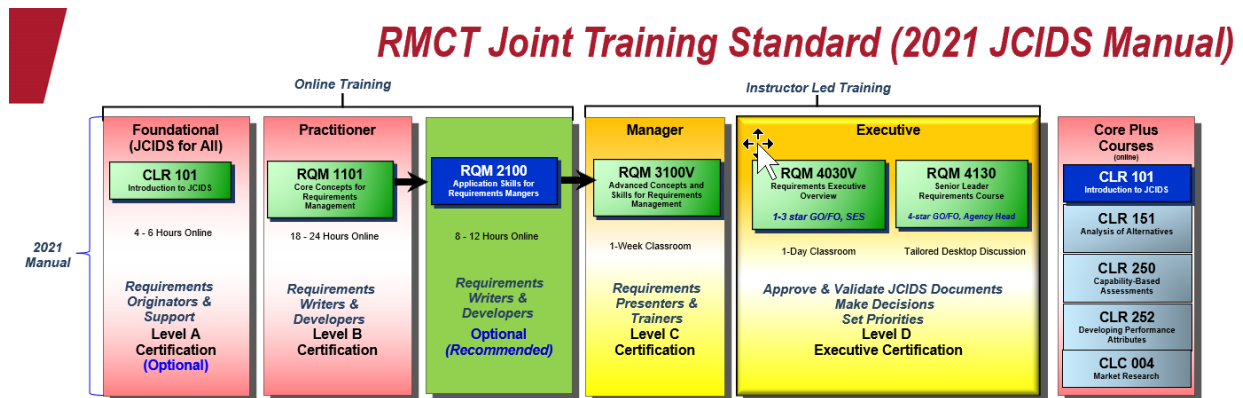 RMCT Joint Training Standard (2021 JCIDS Manual)
Online Training
Instructor Led Training
2021
Manual
Foundational
(JCIDS for All)
CLR 101
Introduction to JCIDS
4 - 6 Hours Online
Requirements
Originators &
Support
Level A
Certification
(Optional)
Practitioner
RQM 1101
Core Concepts for
Requirements
Management
18 - 24 Hours Online
Requirements
Writers &
Developers
Level B
Certification
RQM 2100
Application Skills for
Requirements Mangers
8 - 12 Hours Online
Requirements
Writers &
Developers
Optional
(Recommended)
Manager
RQM 3100V
Advanced Concepts and
Skills for Requirements
Management
1-Week Classroom
Requirements
Presenters &
Trainers
Level C
Certification
Executive
RQM 4030V
Requirements Executive
Overview
1-3 star GO/FO, SES
1-Day Classroom
RQM 4130
Senior Leader
Requirements Course
4-star GO/FO, Agency Head
Tailored Desktop Discussion
Approve & Validate JCIDS Documents
Make Decisions
Set Priorities
Level D
Executive Certification
Core Plus
Courses
(online)
CLR 101
Introduction to JCIDS
CLR 151
Analysis of Alternatives
CLR 250
Capability-Based
Assessments
CLR 252
Developing Performance
Attributes
CLC 004
Market Research